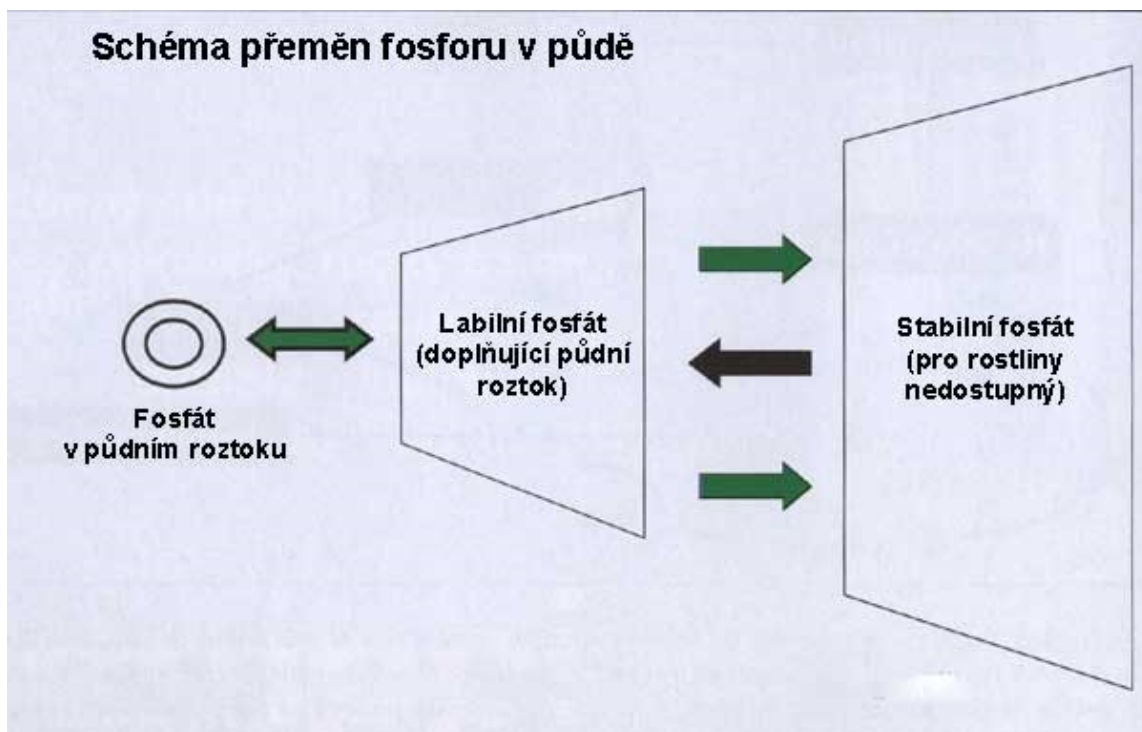 Schéma přeměn fosforu v půdě
Fosfát
v půdním roztoku
Labilní fosfát
(doplňující půdní
roztok)
Stabilní fosfát
(pro rostliny
nedostupný)